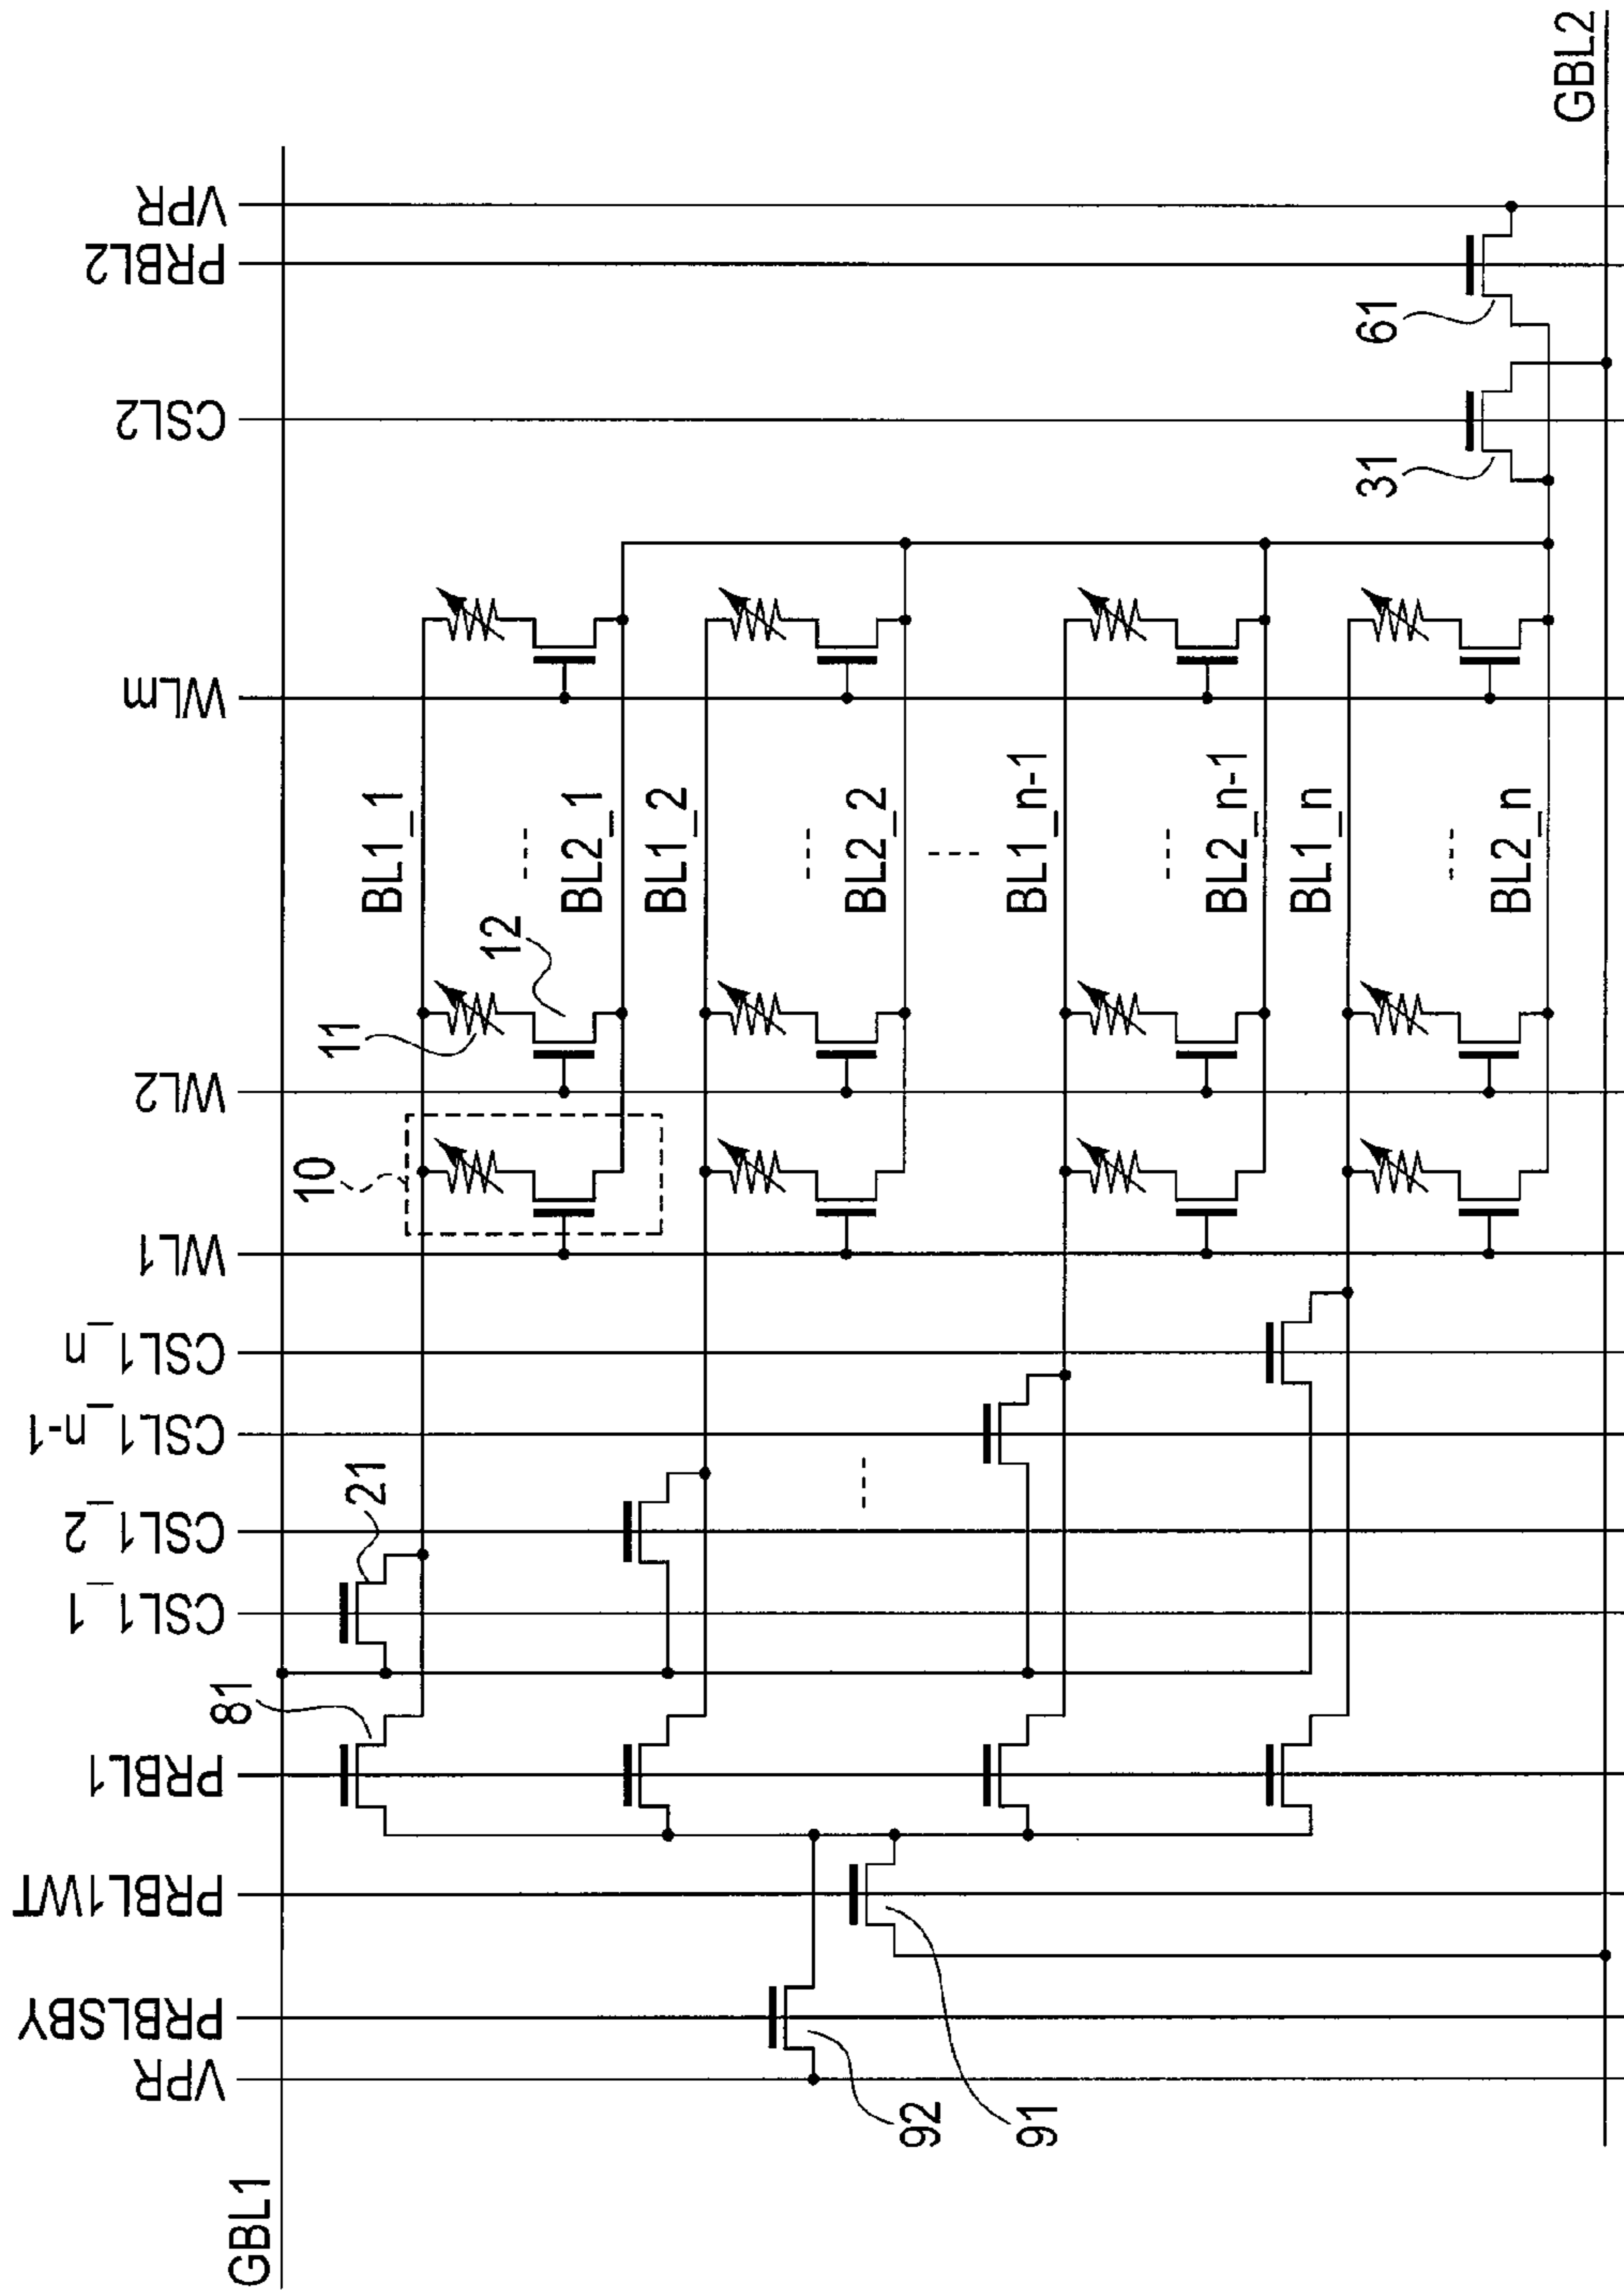 GBL1
VPR
PRBLSBY
PRBL1WT
PRBL1
CSL1_1
CSL1_2
CSL1_n-1
CSL1_n
WL1
WL2
WLm
CSL2
PRBL2
VPR
GBL2
81
21
10
11
12
92
91
31
61
BL1_1
BL2_1
BL1_2
BL2_2
BL1_n-1
BL2_n-1
BL1_n
BL2_n